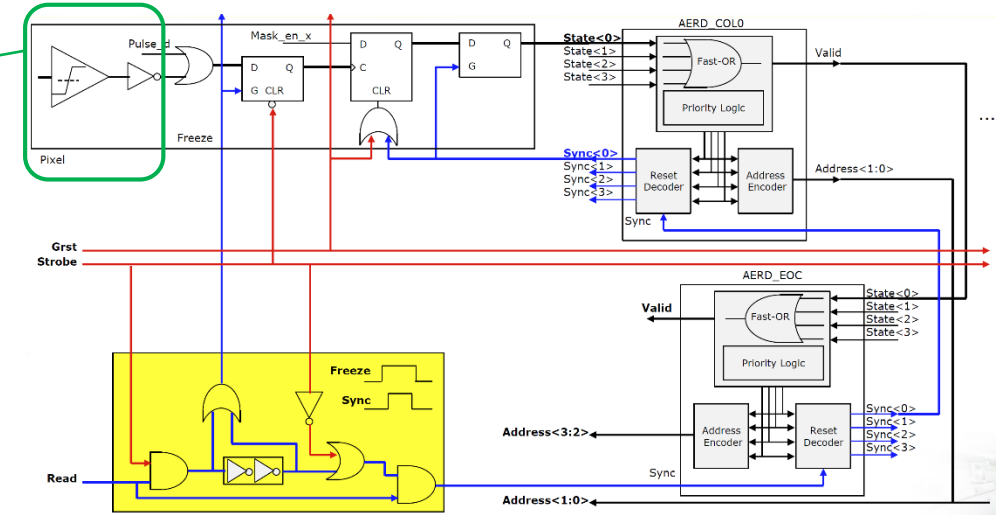 AERD_COL0
Pulse_d
Mask_en_x
D Q
D Q
D Q
G CLR
C
CLR
G
Freeze
Pixel
State<0>
State<1>
State<2>
State<3>
Fast-OR
Valid
Priority Logic
...
Sync<0>
Sync<1>
Sync<2>
Sync<3>
Reset
Decoder
Address
Encoder
Address<1:0>
Sync
Grst
Strobe
AERD_EOC
Valid
Fast-OR
State<0>
State<1>
State<2>
State<3>
Priority Logic
Freeze
Sync
Address<3:2>
Address
Encoder
Reset
Decoder
Sync<0>
Sync<1>
Sync<2>
Sync<3>
Read
Sync
Address<1:0>